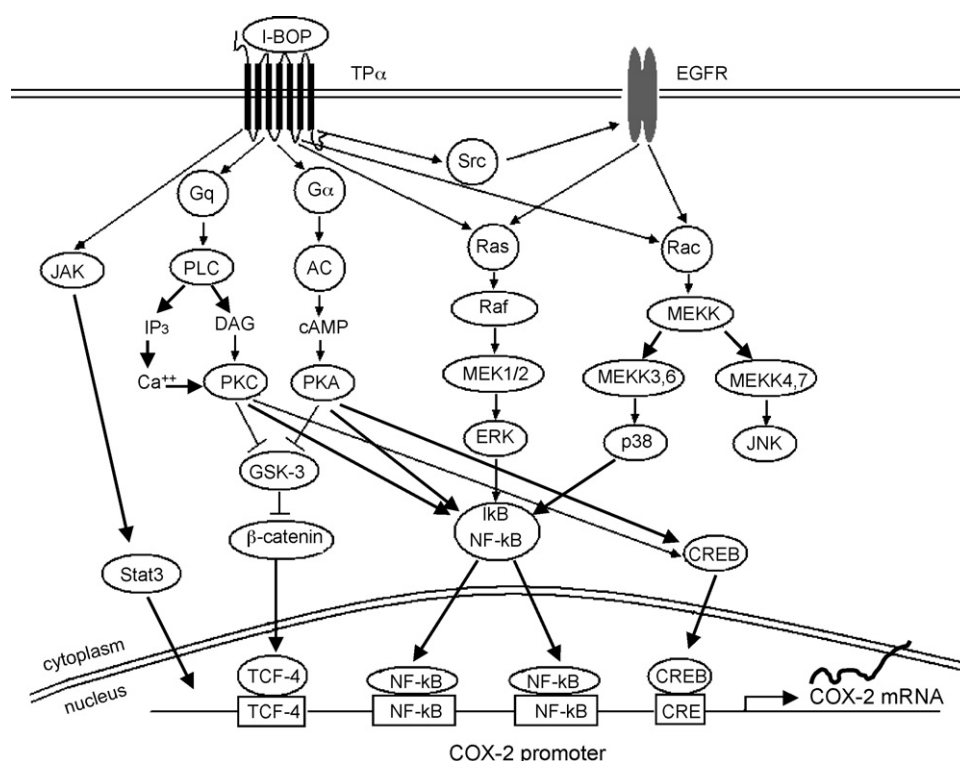 I-BOP
TPα
EGFR
Src
Gq
Gα
Ras
Rac
JAK
PLC
AC
Raf
MEKK
IP3
DAG
cAMP
Ca++
PKC
PKA
MEK1/2
MEKK3,6
MEKK4,7
ERK
p38
JNK
GSK-3
IkB
NF-kB
β-catenin
CREB
Stat3
cytoplasm
nucleus
TCF-4
NF-kB
NF-kB
CREB
COX-2 mRNA
TCF-4
NF-kB
NF-kB
CRE
COX-2 promoter